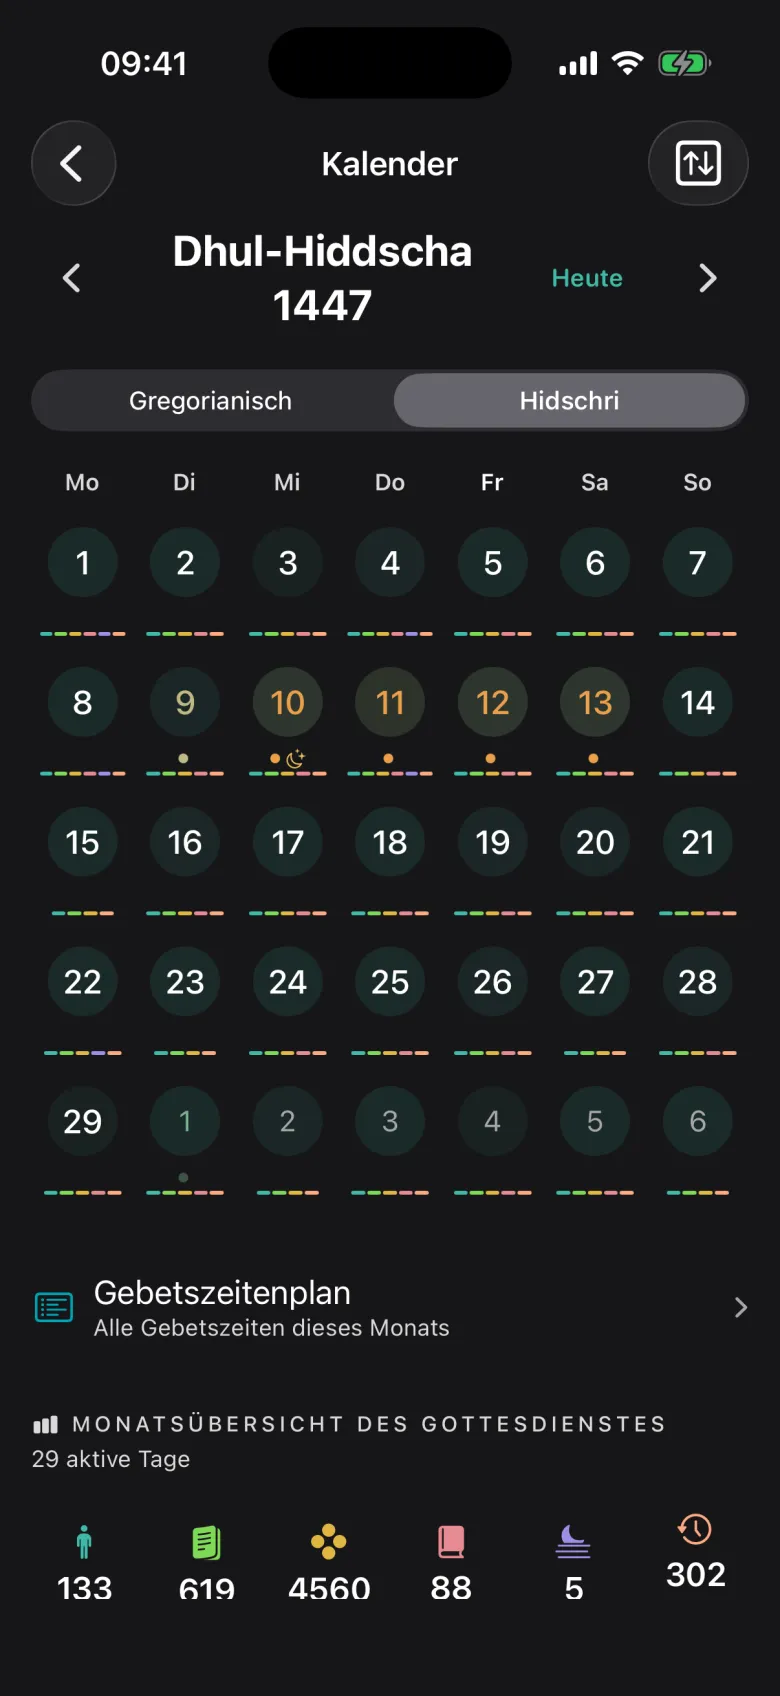 09:41
Kalender
Dhul-Hiddscha
1447
Heute
Gregorianisch Hidschri
Mo Di Mi Do Fr Sa So
1 2 3 4 5 6 7
8 9 10 11 12 13 14
15 16 17 18 19 20 21
22 23 24 25 26 27 28
29 1 2 3 4 5 6
Gebetszeitenplan
Alle Gebetszeiten dieses Monats
MONATSÜBERSICHT DES GOTTESDIENSTES
29 aktive Tage
133 619 4560 88 5 302